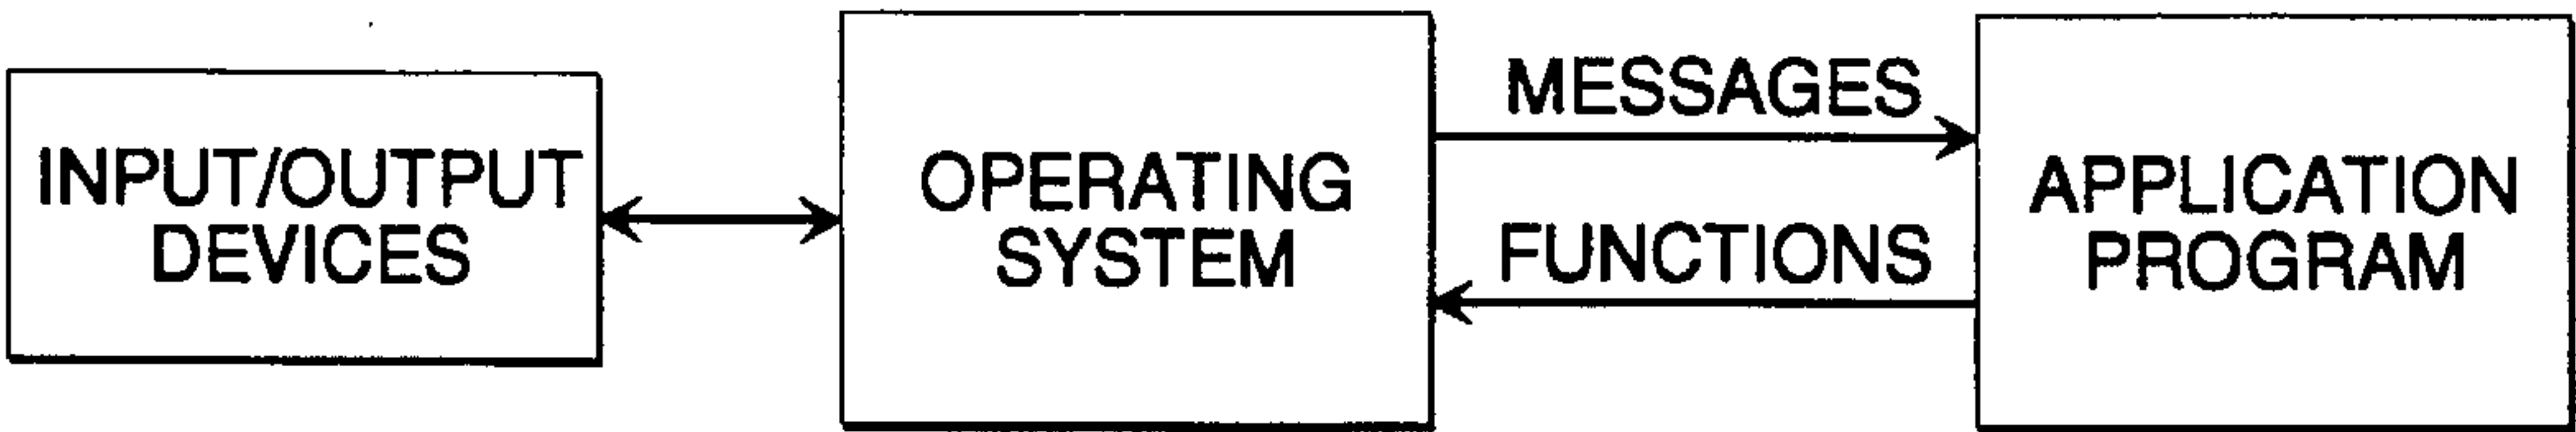 INPUT/OUTPUT
DEVICES
OPERATING
SYSTEM
MESSAGES
FUNCTIONS
APPLICATION
PROGRAM